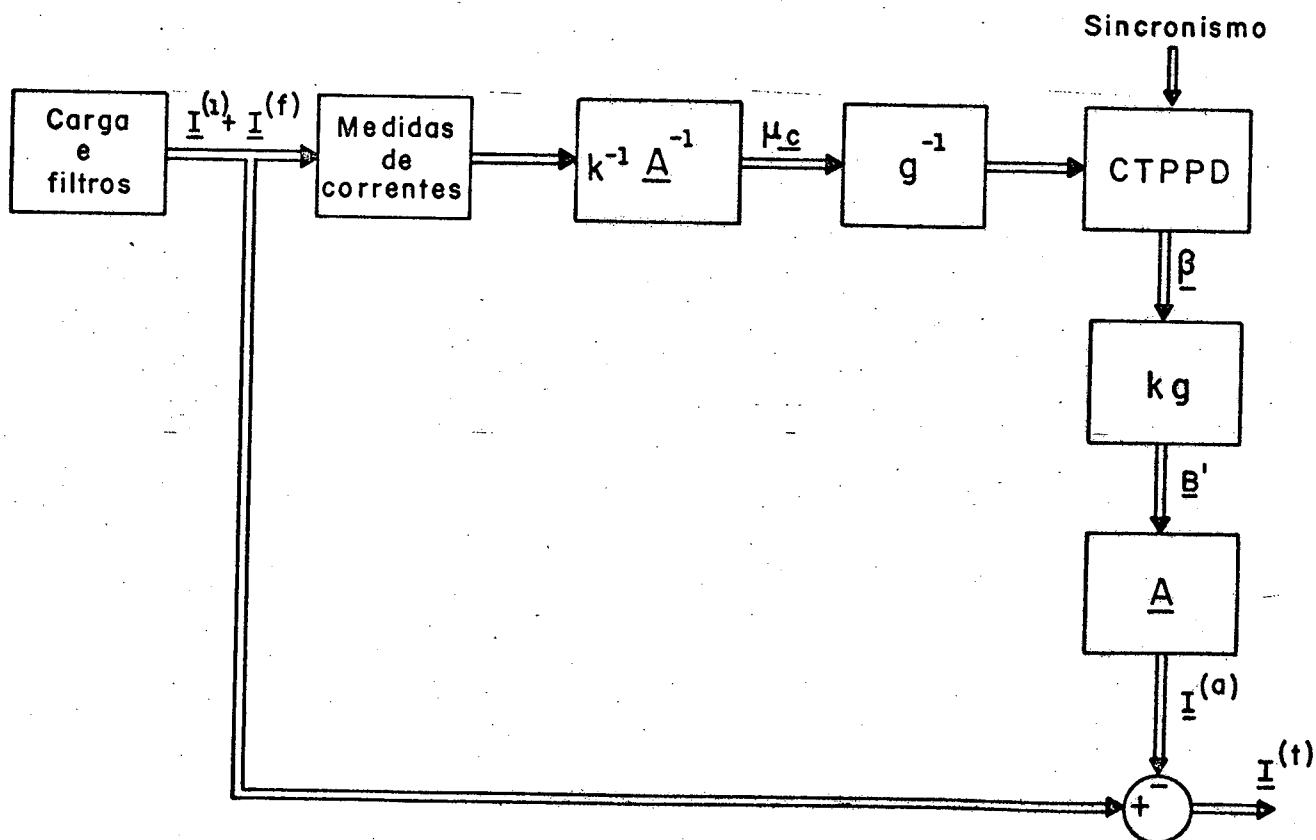 Sincronismo
Carga
e
filtros
I^(1) + I^(f)
Medidas
de
correntes
k^-1 A^-1
μc
g^-1
CTPPD
β
kg
B'
A
I^(a)
+
-
I^(t)